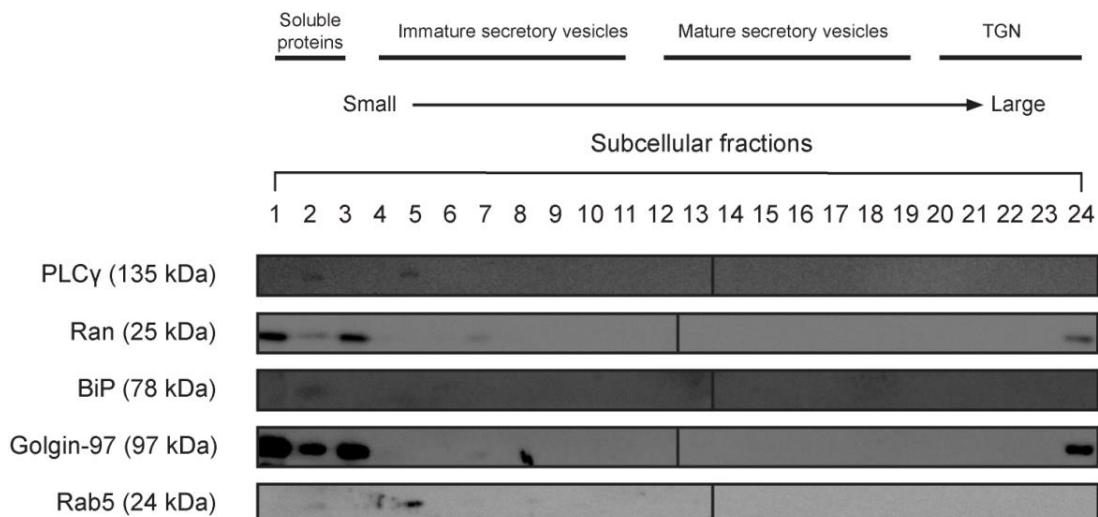 Soluble
proteins
Immature secretory vesicles
Mature secretory vesicles
TGN
Small
Large
Subcellular fractions
1 2 3 4 5 6 7 8 9 10 11 12 13 14 15 16 17 18 19 20 21 22 23 24
PLCγ (135 kDa)
Ran (25 kDa)
BiP (78 kDa)
Golgin-97 (97 kDa)
Rab5 (24 kDa)